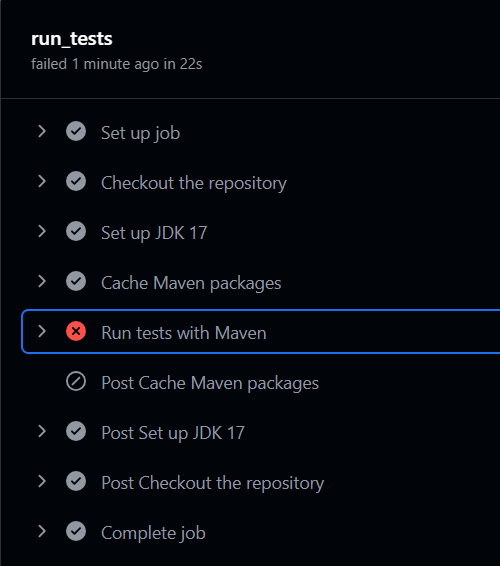 run_tests
failed 1 minute ago in 22s
Set up job
Checkout the repository
Set up JDK 17
Cache Maven packages
Run tests with Maven
Post Cache Maven packages
Post Set up JDK 17
Post Checkout the repository
Complete job